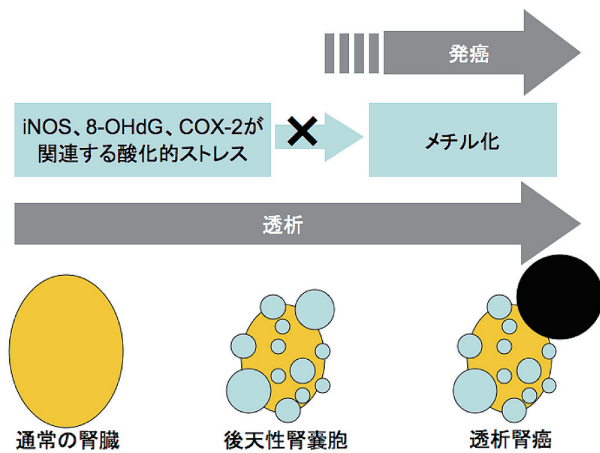 発癌
iNOS、8-OHdG、COX-2が
関連する酸化的ストレス
メチル化
透析
通常の腎臓
後天性腎嚢胞
透析腎癌